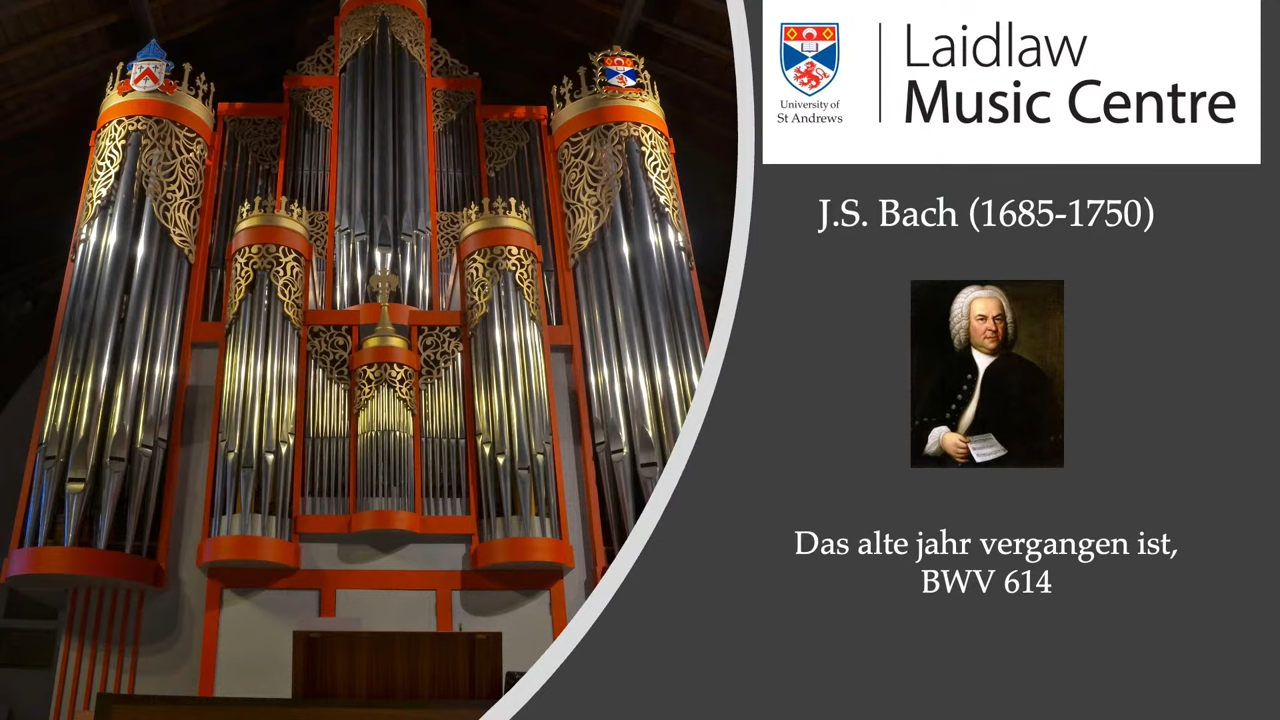 University of
St Andrews
Laidlaw
Music Centre
J.S. Bach (1685-1750)
Das alte jahr vergangen ist,
BWV 614